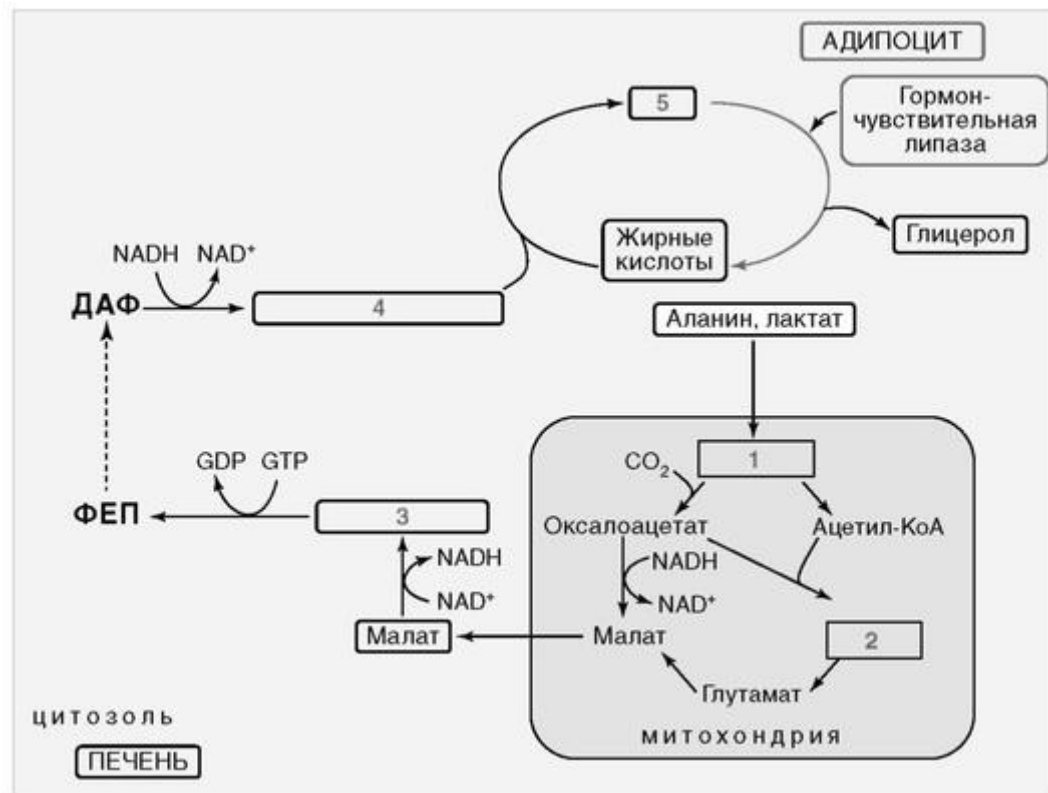 АДИПОЦИТ
5
Гормон-
чувствительная
липаза
Жирные
кислоты
Глицерол
NADH NAD⁺
ДАФ
4
Аланин, лактат
1
CO₂
GDP GTP
ФЕП
3
Оксалоацетат
Ацетил-КоА
NADH
NADH
NAD⁺
NAD⁺
Малат
Малат
2
Глутамат
цитозоль
митохондрия
ПЕЧЕНЬ